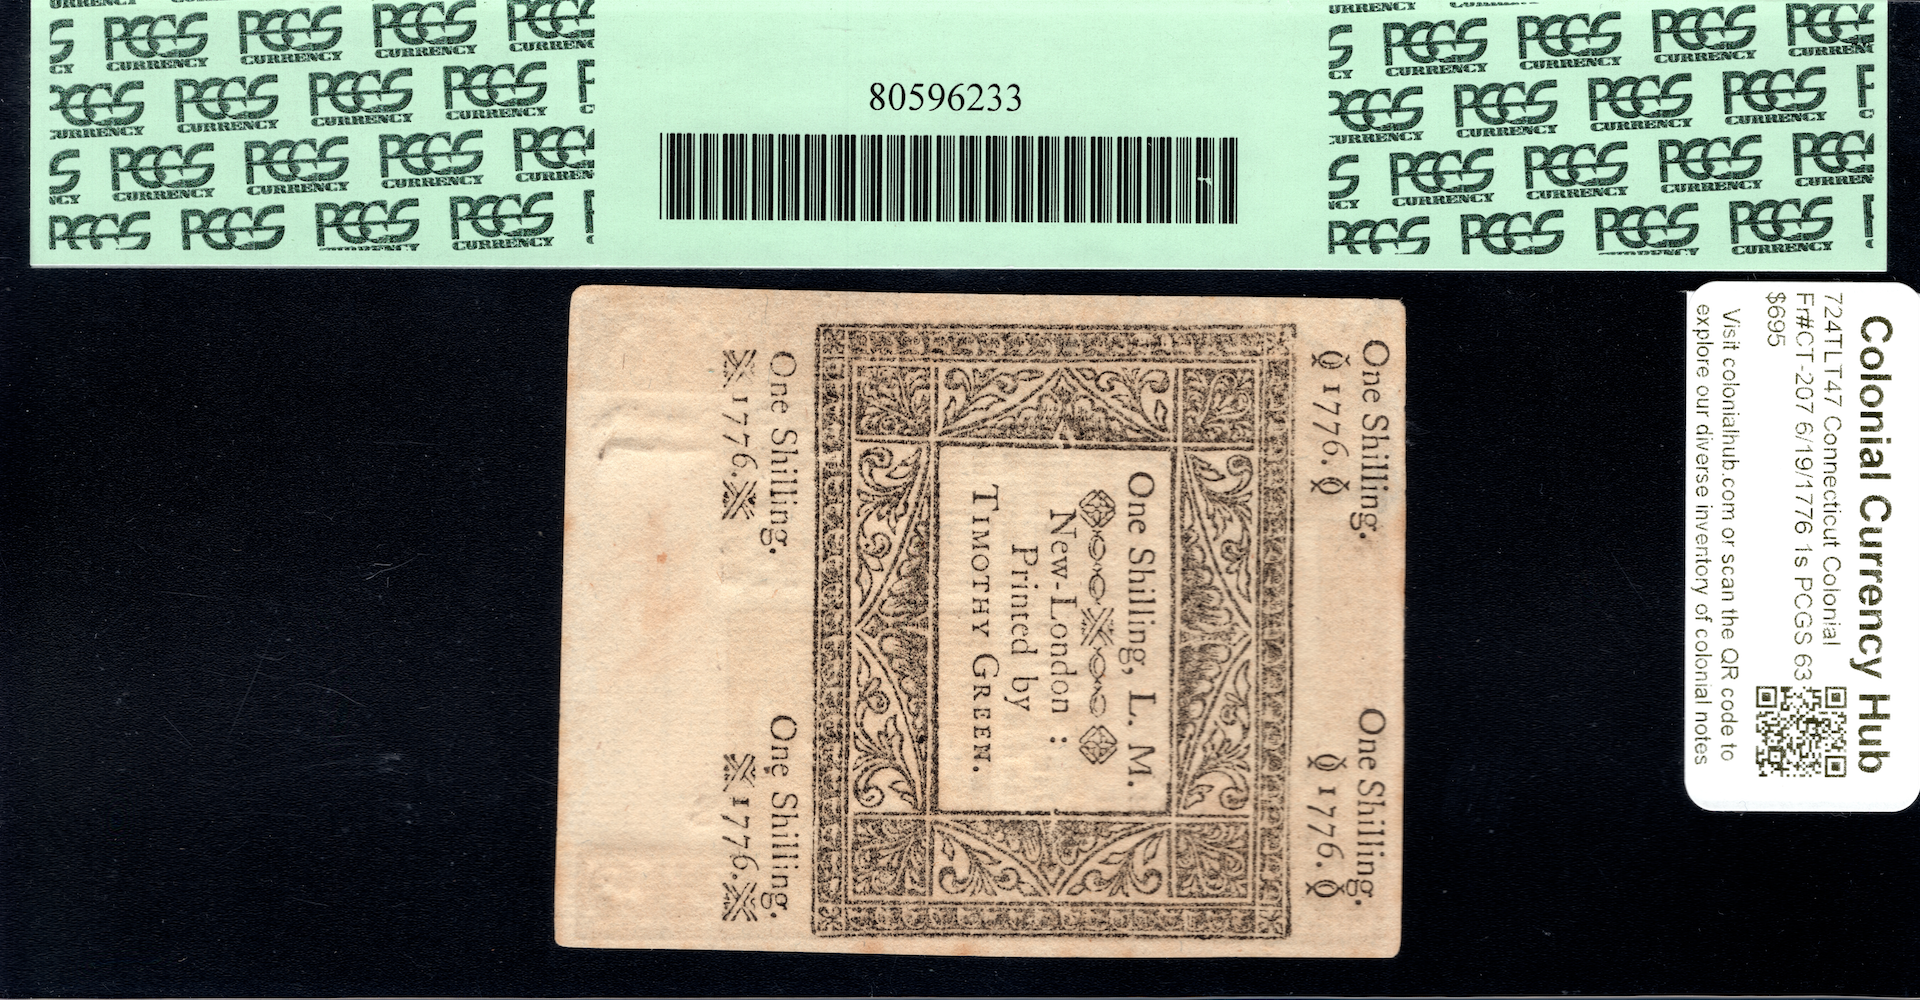 PCGS CURRENCY
80596233
One Shilling.
1776.
One Shilling.
1776.
One Shilling, L. M.
New-London :
Printed by
TIMOTHY GREEN.
One Shilling.
1776.
One Shilling.
1776.
Colonial Currency Hub
724TLT47 Connecticut Colonial
Fr#CT-207 6/19/1776 1s PCGS 63
$695
Visit colonialhub.com or scan the QR code to
explore our diverse inventory of colonial notes